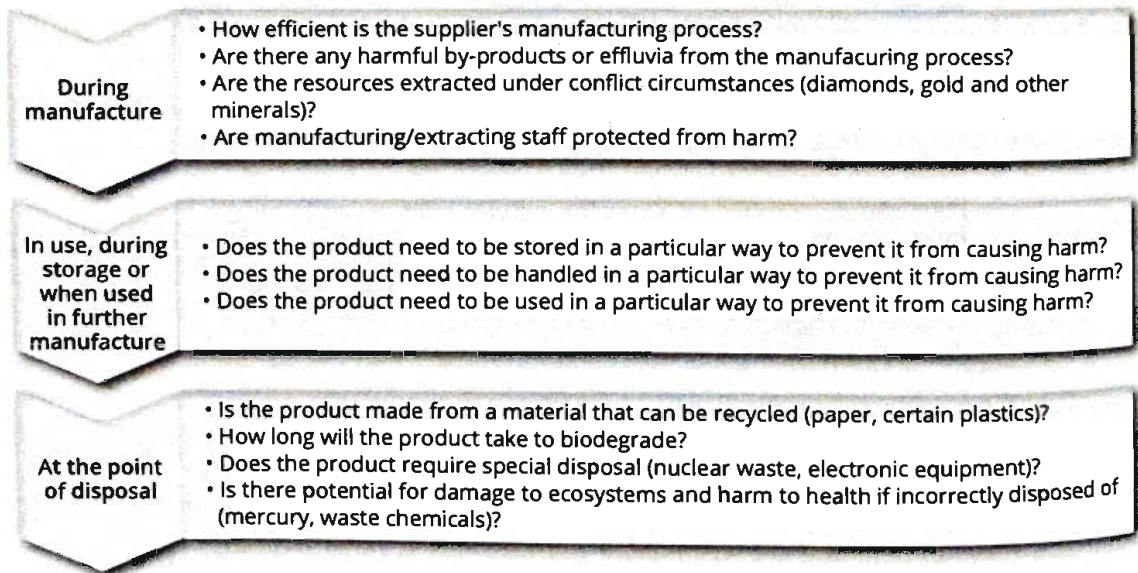 During
manufacture
• How efficient is the supplier's manufacturing process?
• Are there any harmful by-products or effluvia from the manufacuring process?
• Are the resources extracted under conflict circumstances (diamonds, gold and other
minerals)?
• Are manufacturing/extracting staff protected from harm?
In use, during
storage or
when used
in further
manufacture
• Does the product need to be stored in a particular way to prevent it from causing harm?
• Does the product need to be handled in a particular way to prevent it from causing harm?
• Does the product need to be used in a particular way to prevent it from causing harm?
At the point
of disposal
• Is the product made from a material that can be recycled (paper, certain plastics)?
• How long will the product take to biodegrade?
• Does the product require special disposal (nuclear waste, electronic equipment)?
• Is there potential for damage to ecosystems and harm to health if incorrectly disposed of
(mercury, waste chemicals)?